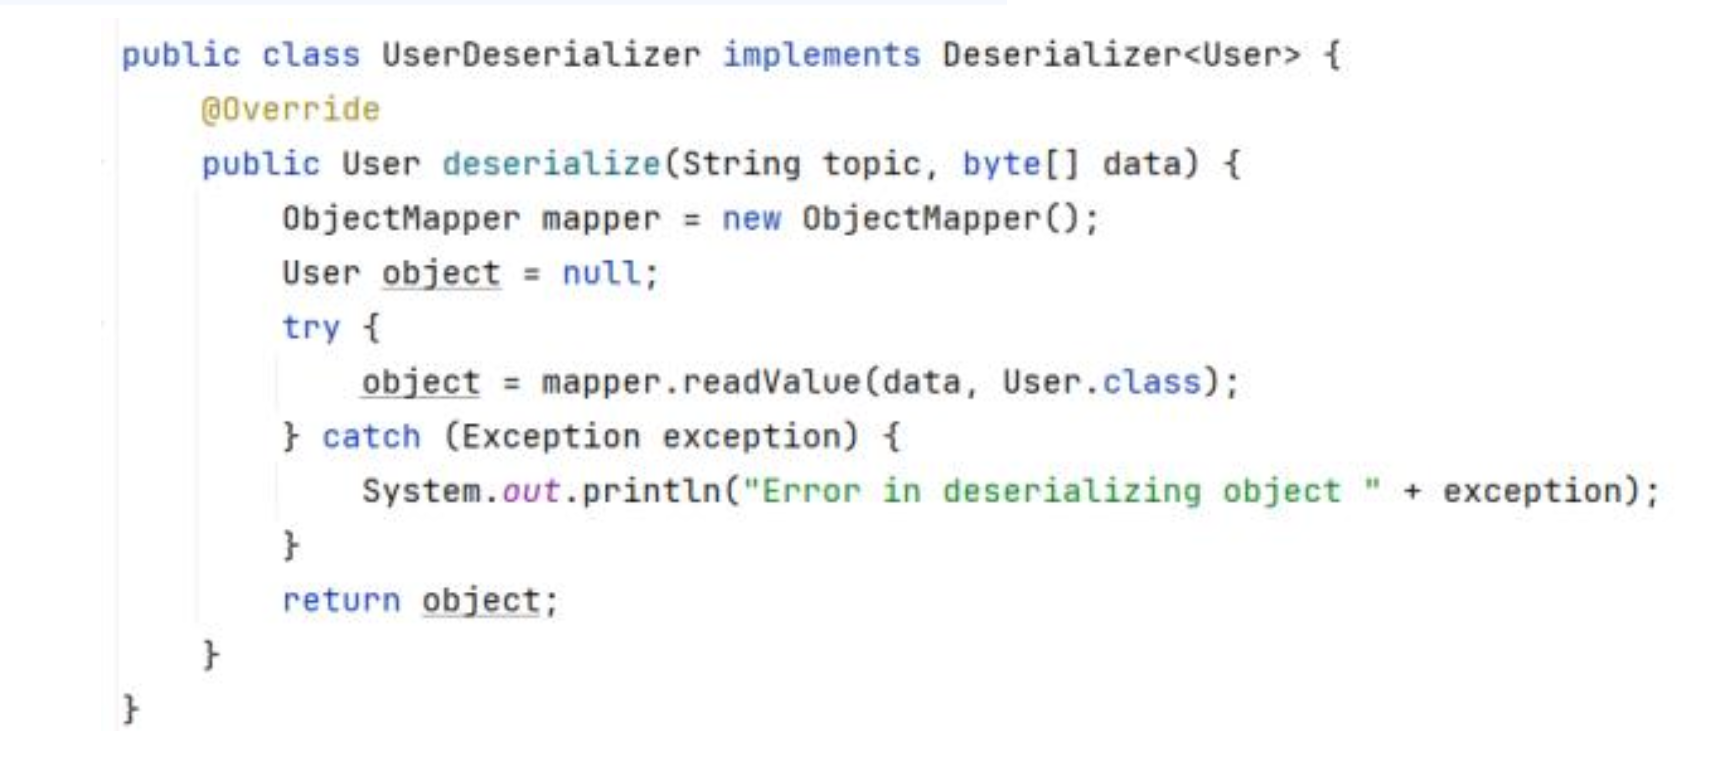 public class UserDeserializer implements Deserializer<User> {
    @Override
    public User deserialize(String topic, byte[] data) {
        ObjectMapper mapper = new ObjectMapper();
        User object = null;
        try {
            object = mapper.readValue(data, User.class);
        } catch (Exception exception) {
            System.out.println("Error in deserializing object " + exception);
        }
        return object;
    }
}